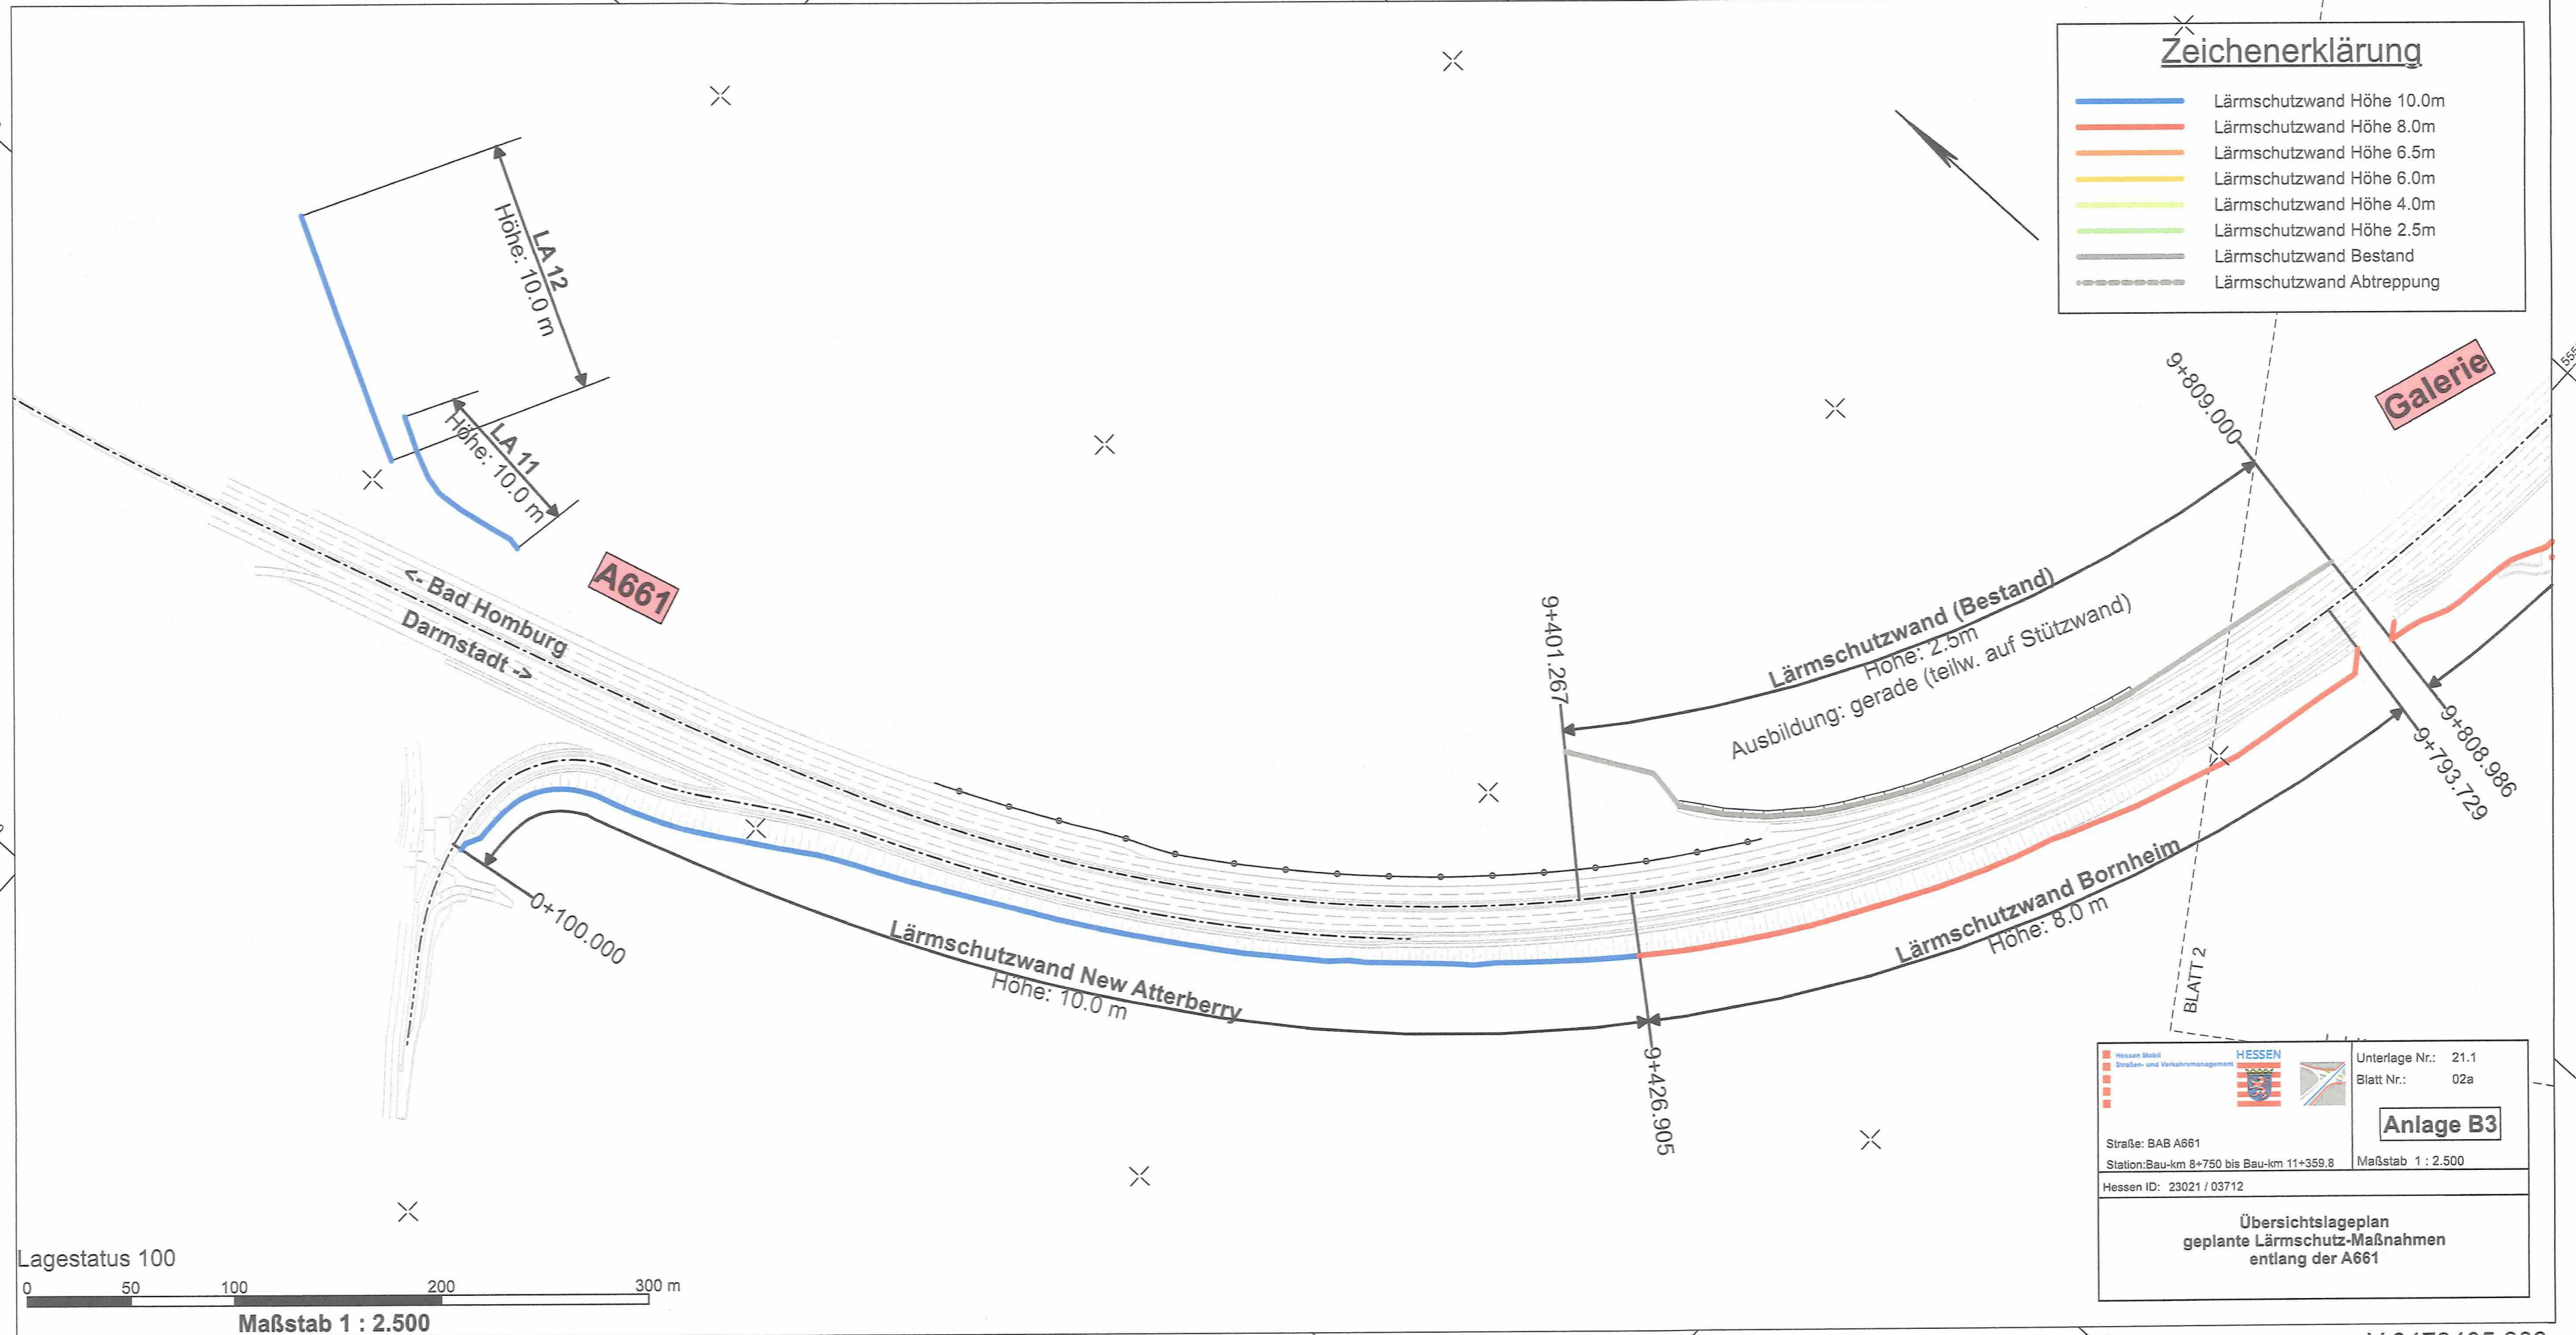 Zeichenerklärung
Lärmschutzwand Höhe 10.0m
Lärmschutzwand Höhe 8.0m
Lärmschutzwand Höhe 6.5m
Lärmschutzwand Höhe 6.0m
Lärmschutzwand Höhe 4.0m
Lärmschutzwand Höhe 2.5m
Lärmschutzwand Bestand
Lärmschutzwand Abtreppung
LA 12
Höhe: 10.0 m
LA 11
Höhe: 10.0 m
A661
<- Bad Homburg
Darmstadt ->
Galerie
9+809.000
9+401.267
Lärmschutzwand (Bestand)
Höhe: 2.5m
Ausbildung: gerade (teilw. auf Stützwand)
9+808.986
9+793.729
0+100.000
Lärmschutzwand New Atterberry
Höhe: 10.0 m
Lärmschutzwand Bornheim
Höhe: 8.0 m
9+426.905
BLATT 2
Hessen Mobil
Straßen- und Verkehrsmanagement
HESSEN
Unterlage Nr.: 21.1
Blatt Nr.: 02a
Anlage B3
Straße: BAB A661
Station:Bau-km 8+750 bis Bau-km 11+359,8
Maßstab 1 : 2.500
Hessen ID: 23021 / 03712
Übersichtslageplan
geplante Lärmschutz-Maßnahmen
entlang der A661
Lagestatus 100
0 50 100 200 300 m
Maßstab 1 : 2.500